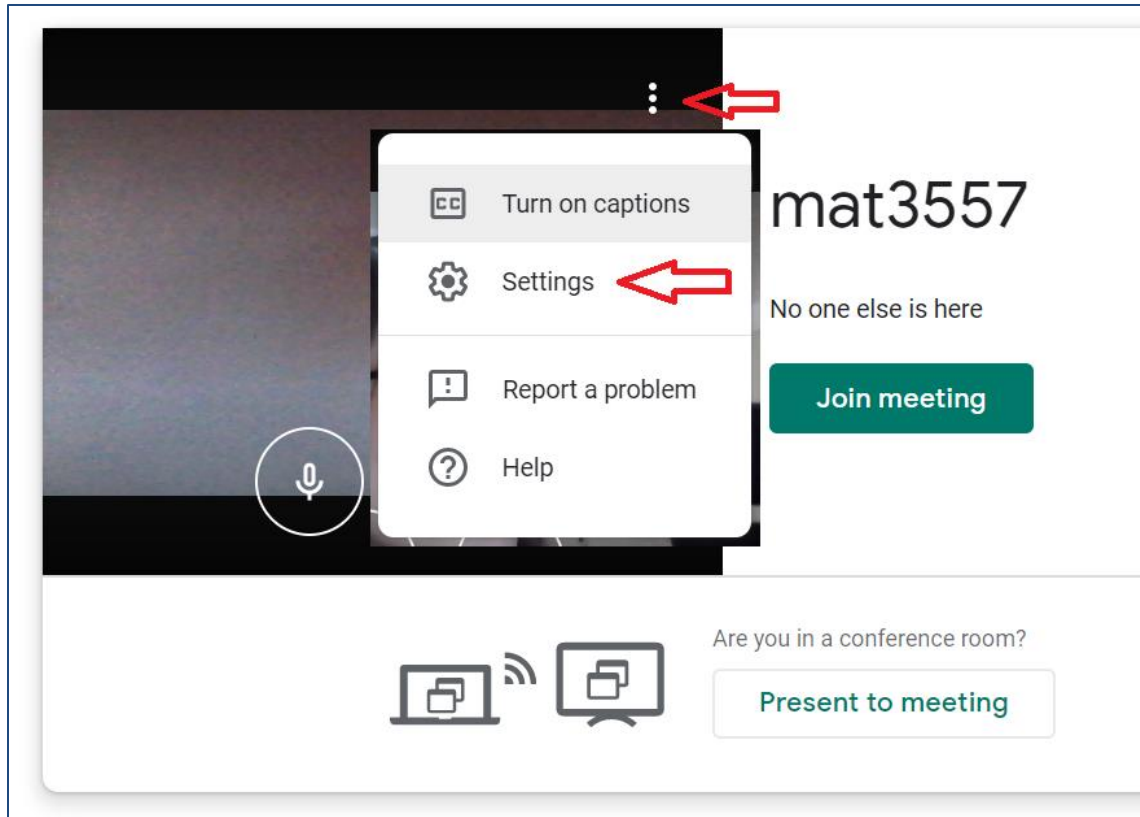 CC Turn on captions
Settings
Report a problem
Help
mat3557
No one else is here
Join meeting
Are you in a conference room?
Present to meeting